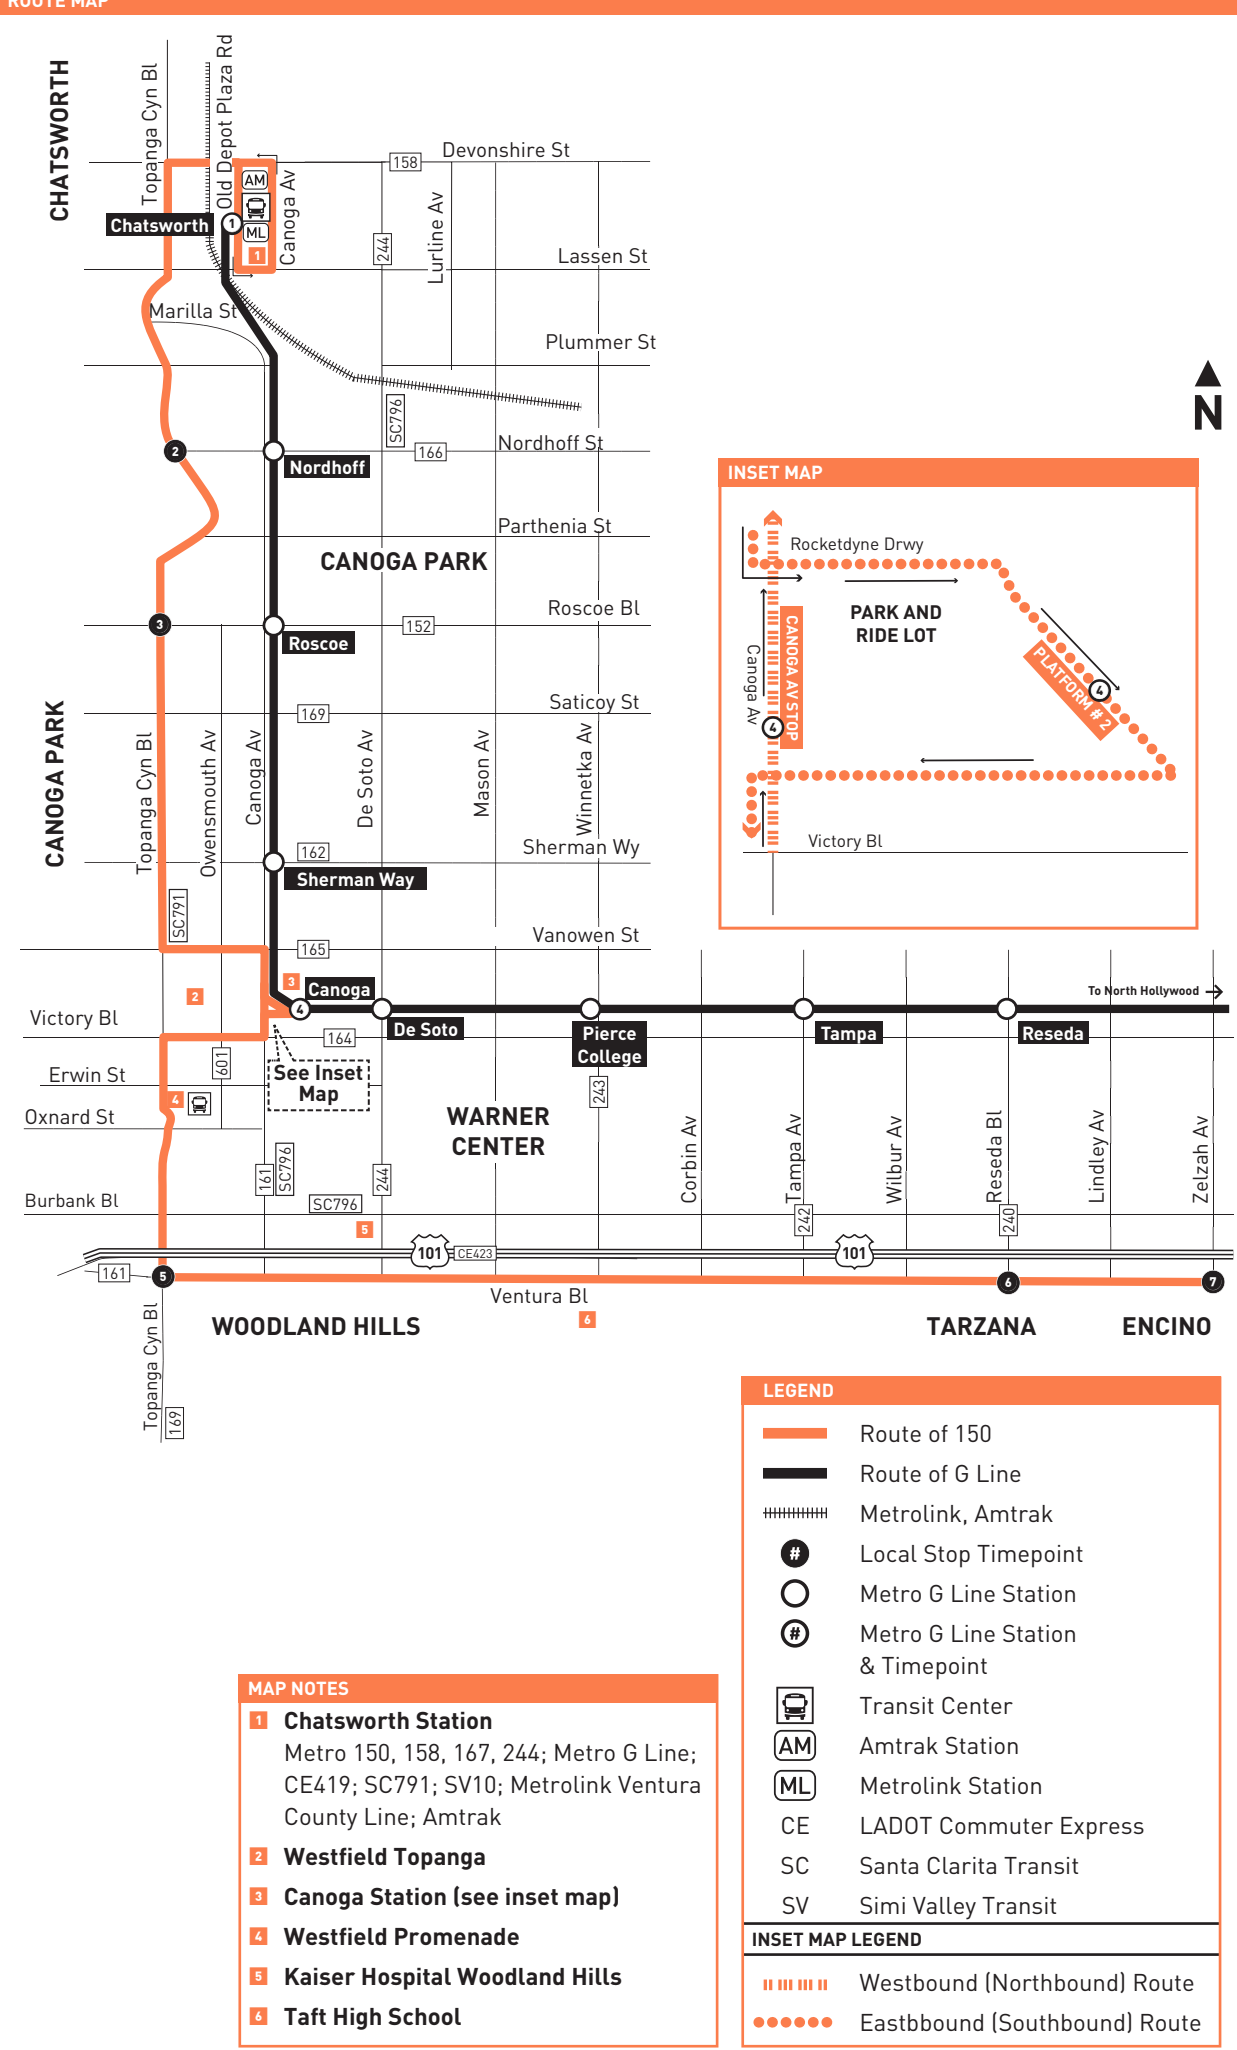 ROUTE MAP
CHATSWORTH
Topanga Cyn Bl
Old Depot Plaza Rd
Devonshire St
158
AM
ML
1
1
Chatsworth
Canoga Av
244
Lurline Av
Lassen St
Marilla St
Plummer St
SC796
N
2
Nordhoff
166
Nordhoff St
Parthenia St
CANOGA PARK
Roscoe Bl
3
Roscoe
152
Saticoy St
169
CANOGA PARK
Topanga Cyn Bl
Owensmouth Av
Canoga Av
De Soto Av
Mason Av
Winnetka Av
162
Sherman Wy
Sherman Way
SC791
Vanowen St
165
INSET MAP
Rocketdyne Drwy
PARK AND
RIDE LOT
Canoga Av
CANOGA AV STOP
4
PLATFORM # 2
4
Victory Bl
2
3
Canoga
4
To North Hollywood
Victory Bl
De Soto
Pierce
College
Tampa
Reseda
164
601
See Inset
Map
Erwin St
4
243
Oxnard St
WARNER
CENTER
Corbin Av
Tampa Av
Wilbur Av
Reseda Bl
Lindley Av
Zelzah Av
161
SC796
244
Burbank Bl
SC796
242
240
5
101
CE423
101
161
5
6
7
Ventura Bl
6
Topanga Cyn Bl
169
WOODLAND HILLS
TARZANA
ENCINO
LEGEND
Route of 150
Route of G Line
Metrolink, Amtrak
# Local Stop Timepoint
Metro G Line Station
# Metro G Line Station
& Timepoint
Transit Center
AM Amtrak Station
ML Metrolink Station
CE LADOT Commuter Express
SC Santa Clarita Transit
SV Simi Valley Transit
INSET MAP LEGEND
Westbound (Northbound) Route
Eastbbound (Southbound) Route
MAP NOTES
1 Chatsworth Station
Metro 150, 158, 167, 244; Metro G Line;
CE419; SC791; SV10; Metrolink Ventura
County Line; Amtrak
2 Westfield Topanga
3 Canoga Station (see inset map)
4 Westfield Promenade
5 Kaiser Hospital Woodland Hills
6 Taft High School